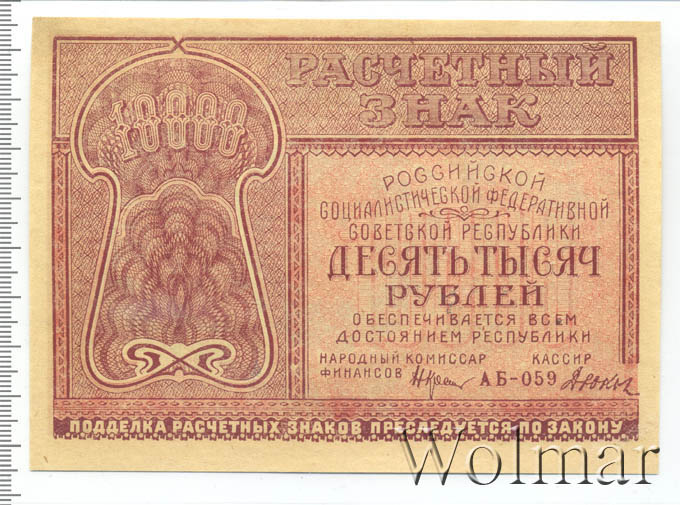 10000
РАСЧЕТНЫЙ
ЗНАК
РОССИЙСКОЙ
СОЦИАЛИСТИЧЕСКОЙ ФЕДЕРАТИВНОЙ
СОВЕТСКОЙ РЕСПУБЛИКИ
ДЕСЯТЬ ТЫСЯЧ
РУБЛЕЙ
ОБЕСПЕЧИВАЕТСЯ ВСЕМ
ДОСТОЯНИЕМ РЕСПУБЛИКИ
НАРОДНЫЙ КОМИССАР КАССИР
ФИНАНСОВ АБ-059
ПОДДЕЛКА РАСЧЕТНЫХ ЗНАКОВ ПРЕСЛЕДУЕТСЯ ПО ЗАКОНУ
Wolmar